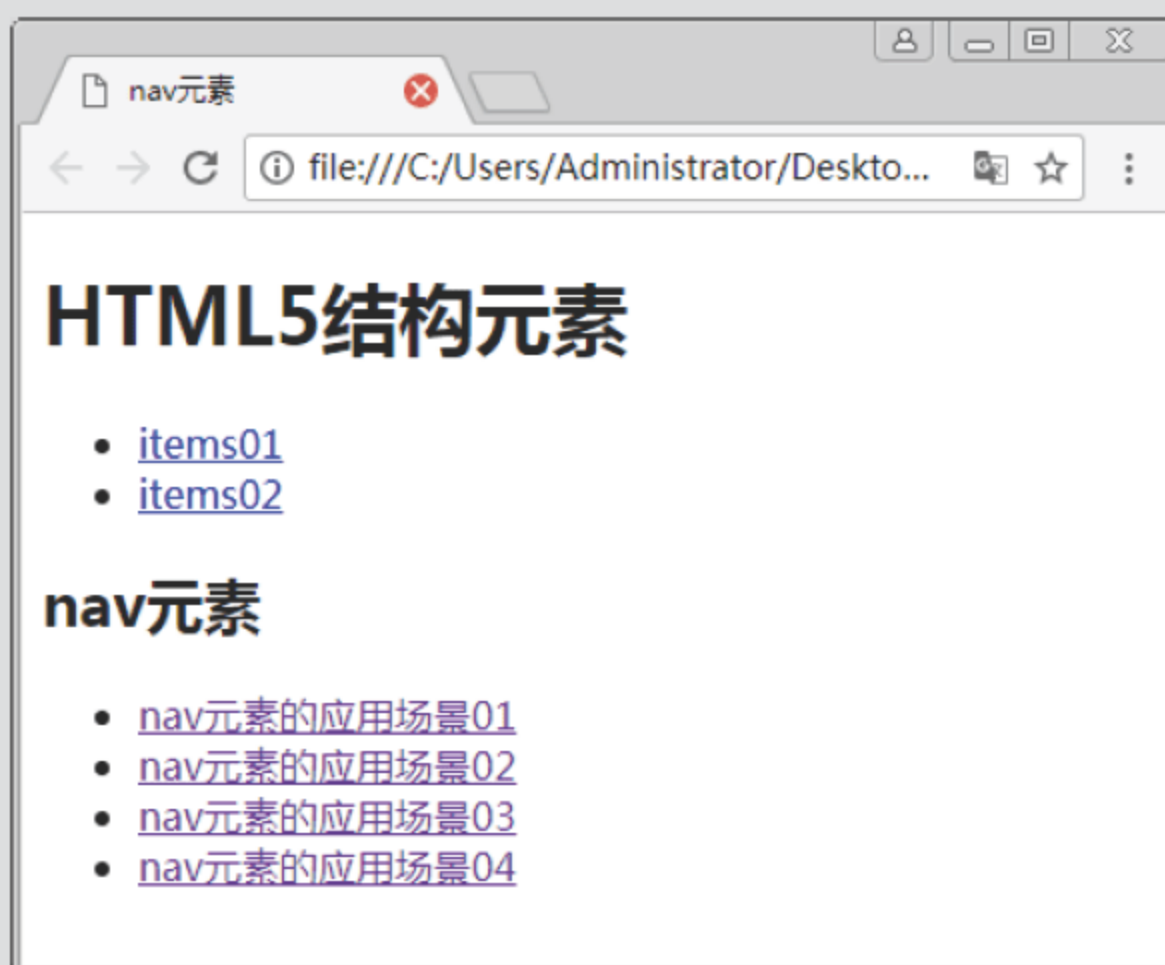 nav元素
file:///C:/Users/Administrator/Deskto...
HTML5结构元素
items01
items02
nav元素
nav元素的应用场景01
nav元素的应用场景02
nav元素的应用场景03
nav元素的应用场景04